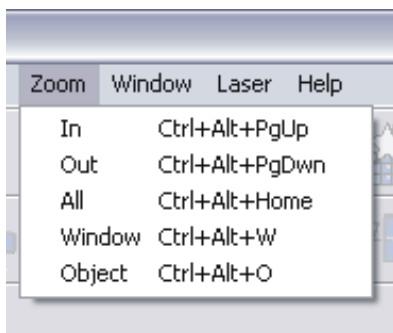 Zoom Window Laser Help
In Ctrl+Alt+PgUp
Out Ctrl+Alt+PgDwn
All Ctrl+Alt+Home
Window Ctrl+Alt+W
Object Ctrl+Alt+O